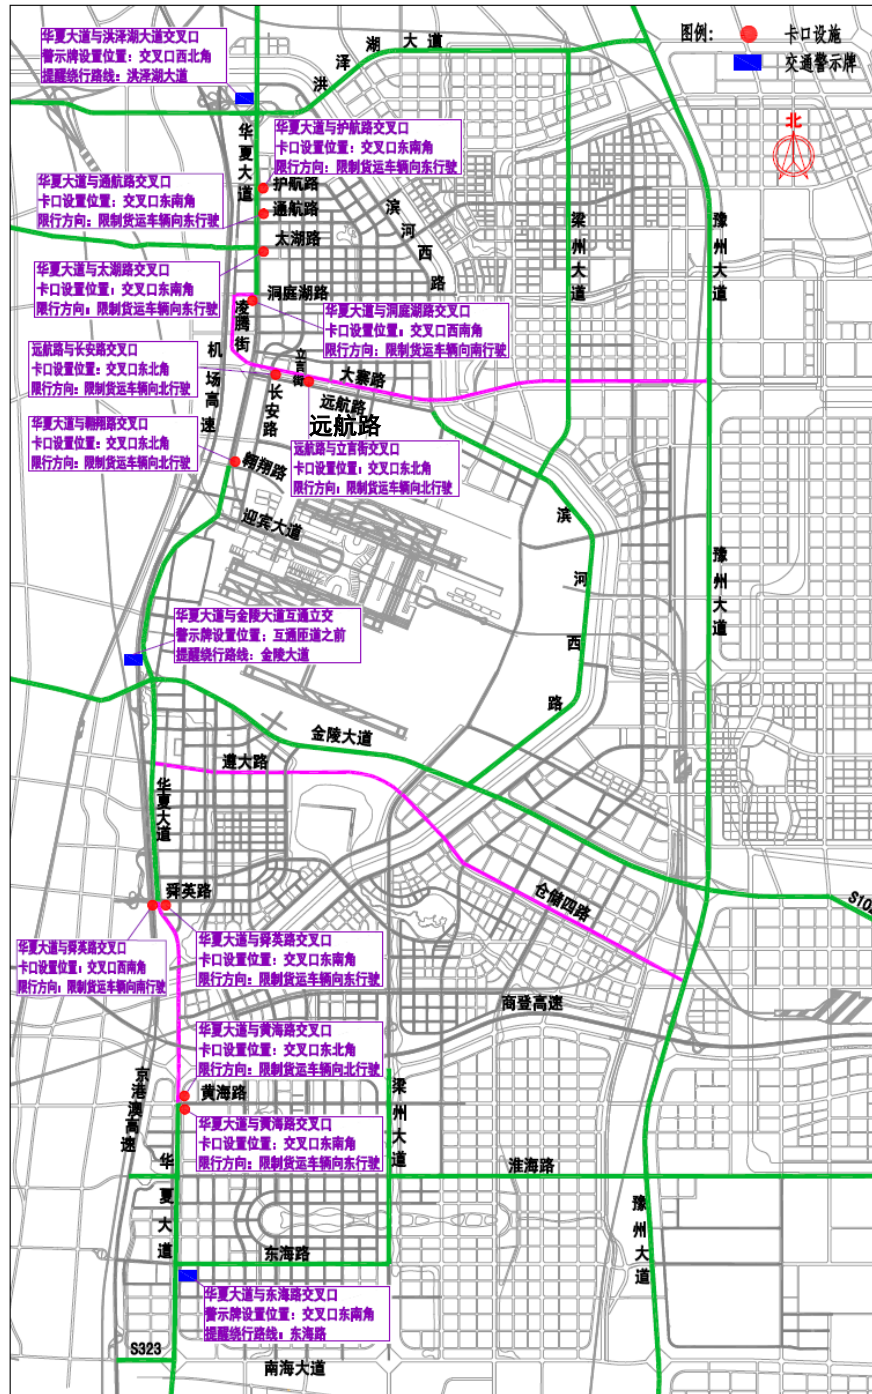 华夏大道与洪泽湖大道交叉口
警示牌设置位置：交叉口西北角
提醒绕行路线：洪泽湖大道
洪泽湖大道
图例：
卡口设施
交通警示牌
北
华夏大道
华夏大道与护航路交叉口
卡口设置位置：交叉口东南角
限行方向：限制货运车辆向东行驶
护航路
华夏大道与通航路交叉口
卡口设置位置：交叉口东南角
限行方向：限制货运车辆向东行驶
通航路
太湖路
滨河西路
梁州大道
豫州大道
华夏大道与太湖路交叉口
卡口设置位置：交叉口东南角
限行方向：限制货运车辆向东行驶
洞庭湖路
凌腾街
华夏大道与洞庭湖路交叉口
卡口设置位置：交叉口西南角
限行方向：限制货运车辆向南行驶
远航路与长安路交叉口
卡口设置位置：交叉口东北角
限行方向：限制货运车辆向北行驶
机场高速
立言街
大寨路
长安路
远航路
远航路
华夏大道与翱翔路交叉口
卡口设置位置：交叉口东北角
限行方向：限制货运车辆向北行驶
翱翔路
远航路与立言街交叉口
卡口设置位置：交叉口东北角
限行方向：限制货运车辆向北行驶
迎宾大道
滨河西路
豫州大道
华夏大道与金陵大道互通立交
警示牌设置位置：互通匝道之前
提醒绕行路线：金陵大道
金陵大道
遵大路
华夏大道
舜英路
仓储四路
S102
华夏大道与舜英路交叉口
卡口设置位置：交叉口西南角
限行方向：限制货运车辆向南行驶
华夏大道与舜英路交叉口
卡口设置位置：交叉口东南角
限行方向：限制货运车辆向东行驶
商登高速
华夏大道与黄海路交叉口
卡口设置位置：交叉口东北角
限行方向：限制货运车辆向北行驶
京港澳高速
黄海路
梁州大道
华夏大道与黄海路交叉口
卡口设置位置：交叉口东南角
限行方向：限制货运车辆向东行驶
华夏大道
淮海路
豫州大道
东海路
华夏大道与东海路交叉口
警示牌设置位置：交叉口东南角
提醒绕行路线：东海路
S323
南海大道